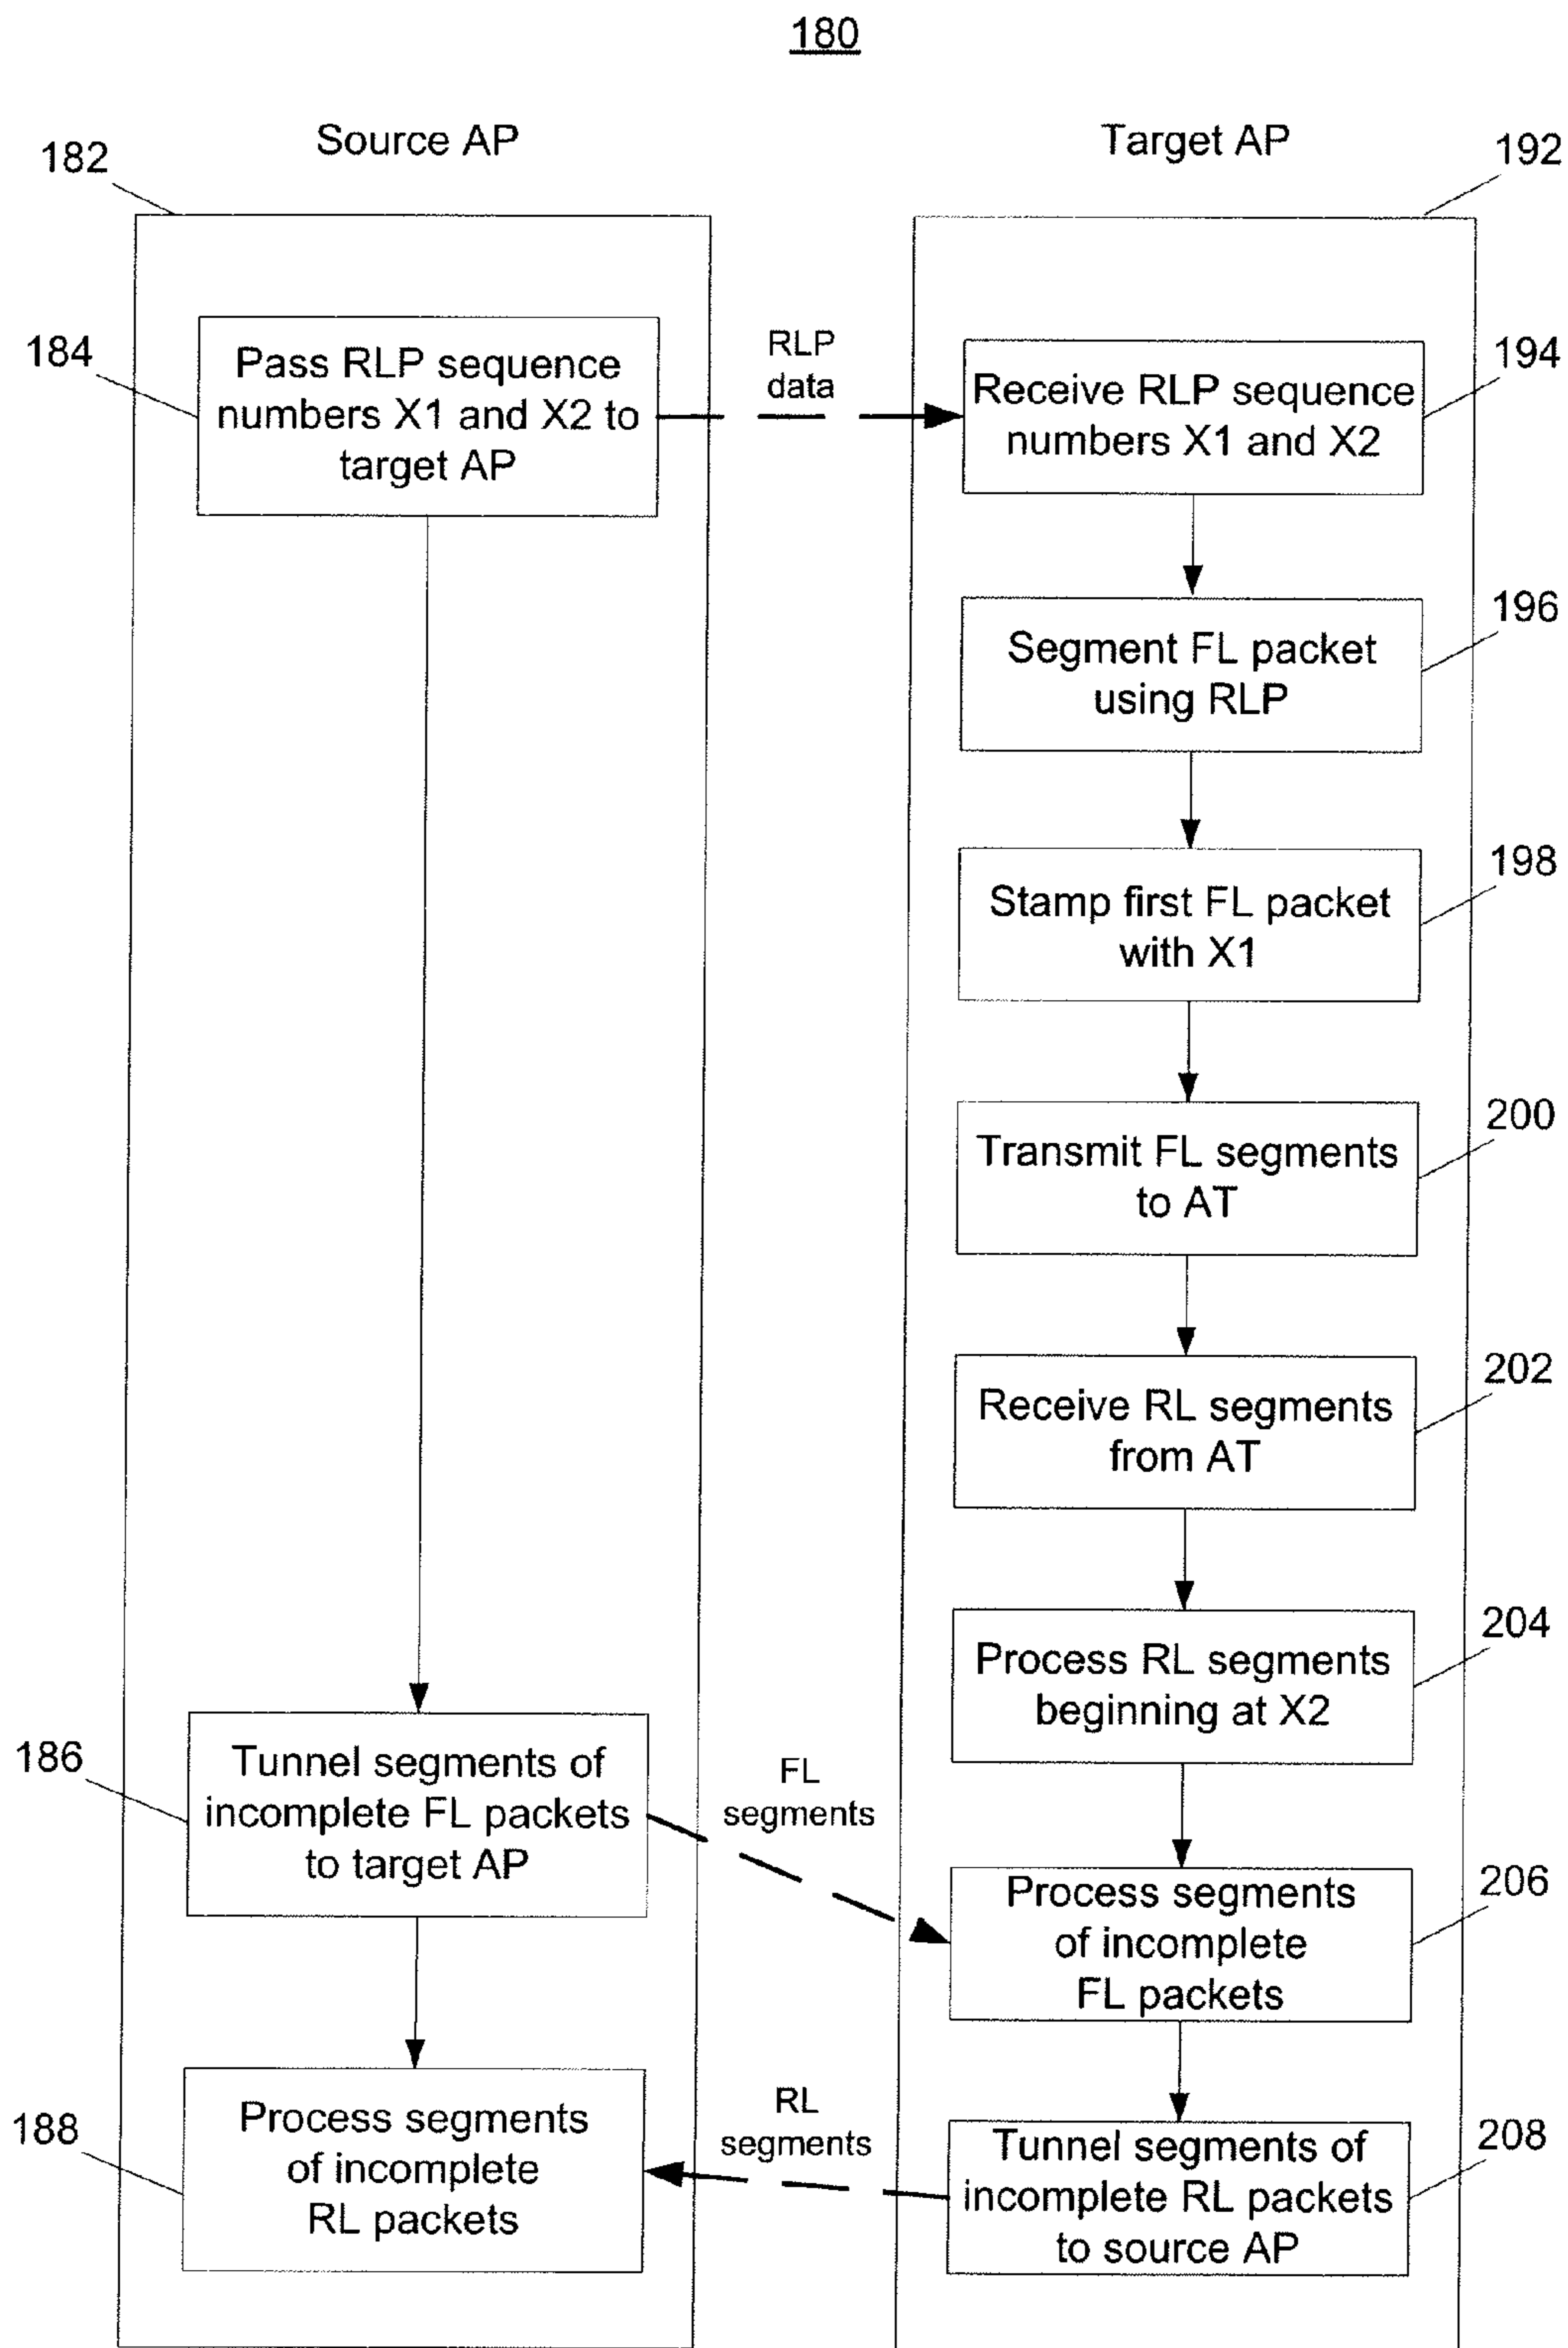 180
Source AP
Target AP
182
192
184
Pass RLP sequence
numbers X1 and X2 to
target AP
RLP
data
Receive RLP sequence
numbers X1 and X2
194
Segment FL packet
using RLP
196
Stamp first FL packet
with X1
198
Transmit FL segments
to AT
200
Receive RL segments
from AT
202
Process RL segments
beginning at X2
204
186
Tunnel segments of
incomplete FL packets
to target AP
FL
segments
Process segments
of incomplete
FL packets
206
188
Process segments
of incomplete
RL packets
RL
segments
Tunnel segments of
incomplete RL packets
to source AP
208